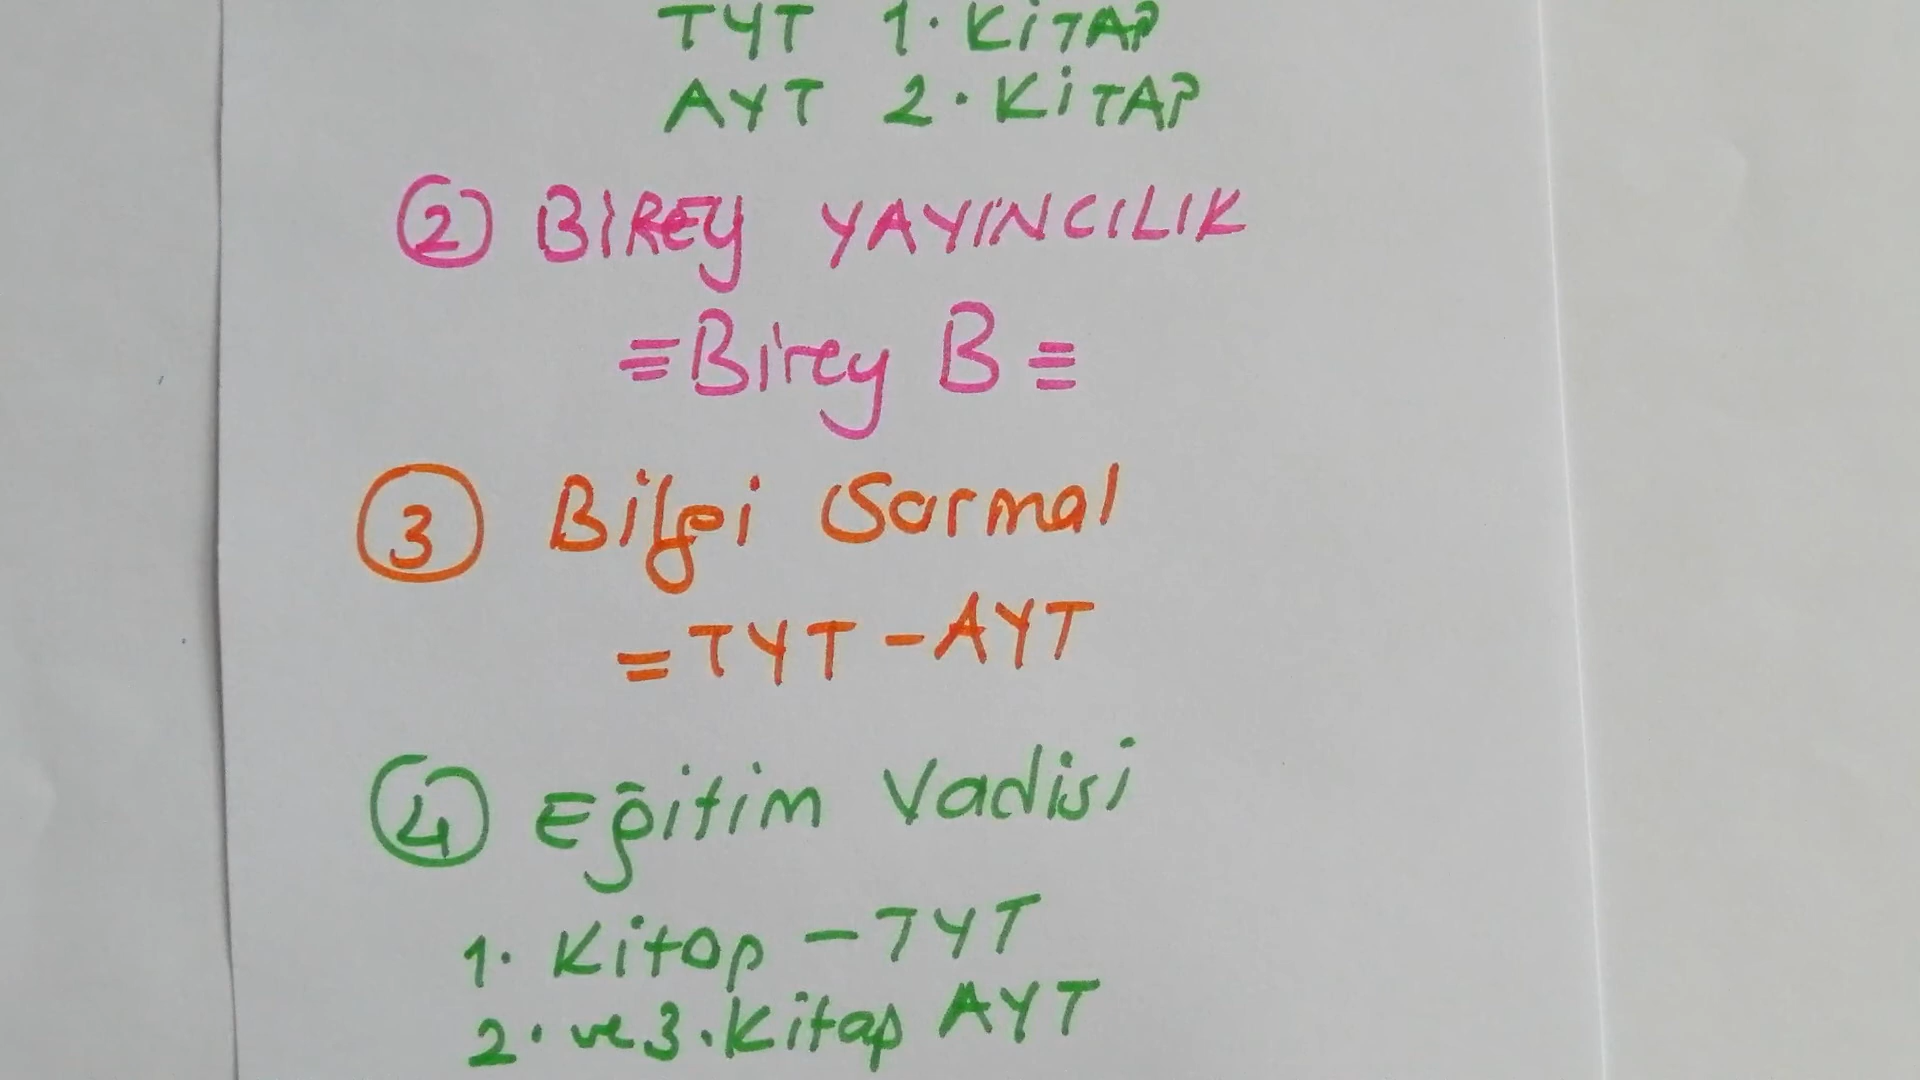 TYT 1. KİTAP
AYT 2. KİTAP
② BİREY YAYINCILIK
≡Birey B≡
③ Bilgi Sarmal
=TYT-AYT
④ Eğitim Vadisi
1. Kitap -TYT
2. ve 3. Kitap AYT